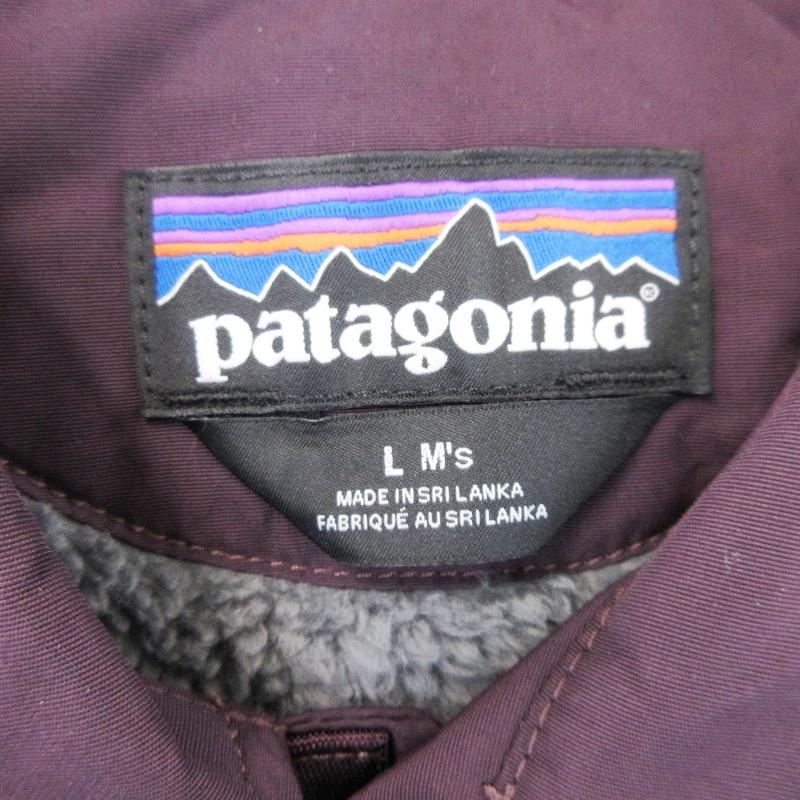 patagonia®
L M's
MADE IN SRI LANKA
FABRIQUÉ AU SRI LANKA